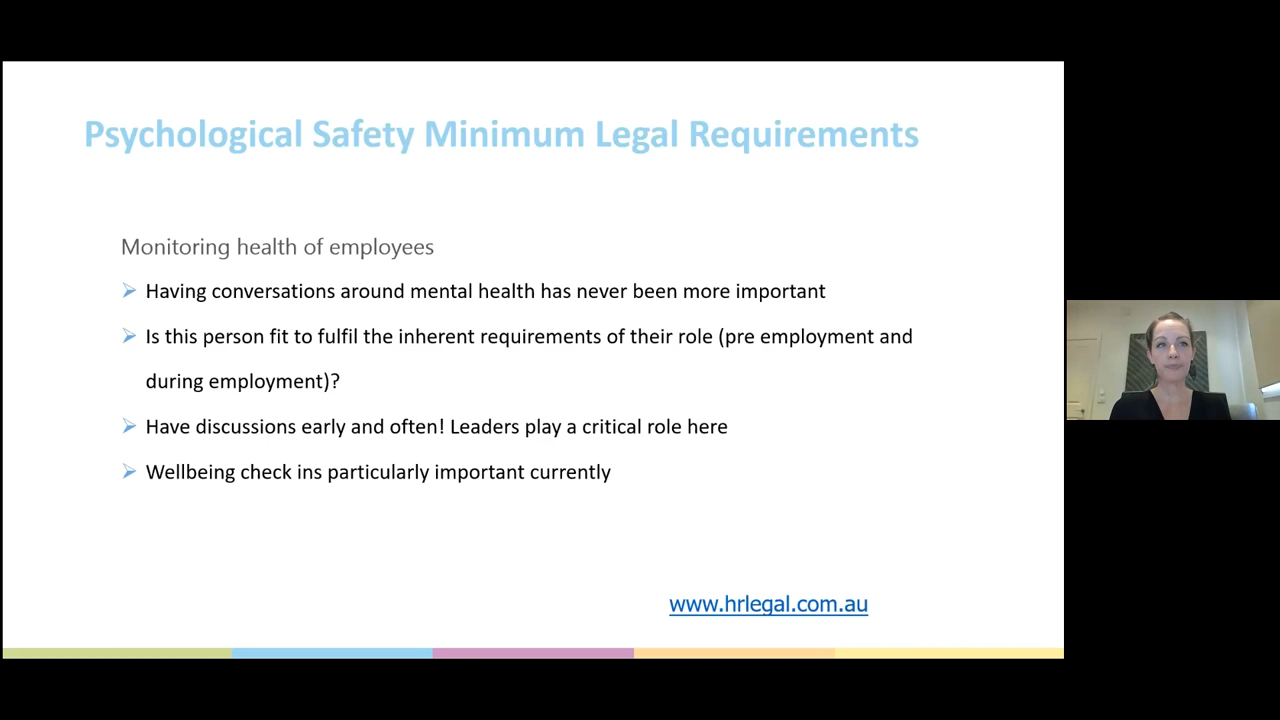 Psychological Safety Minimum Legal Requirements
Monitoring health of employees
Having conversations around mental health has never been more important
Is this person fit to fulfil the inherent requirements of their role (pre employment and
during employment)?
Have discussions early and often! Leaders play a critical role here
Wellbeing check ins particularly important currently
www.hrlegal.com.au